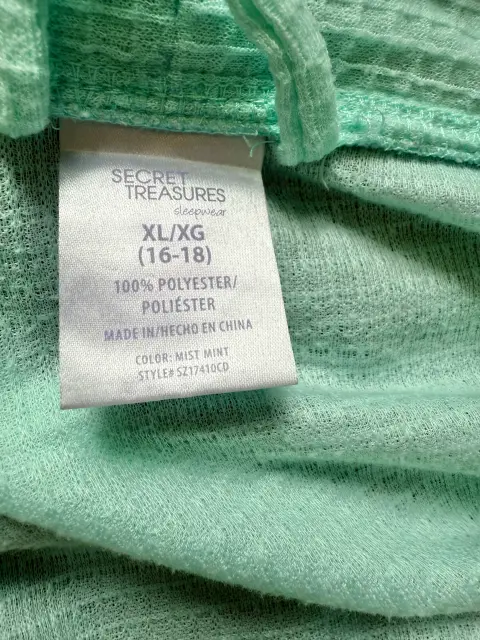 SECRET
TREASURES
sleepwear
XL/XG
(16-18)
100% POLYESTER/
POLIÉSTER
MADE IN/HECHO EN CHINA
COLOR: MIST MINT
STYLE# SZ17410CD